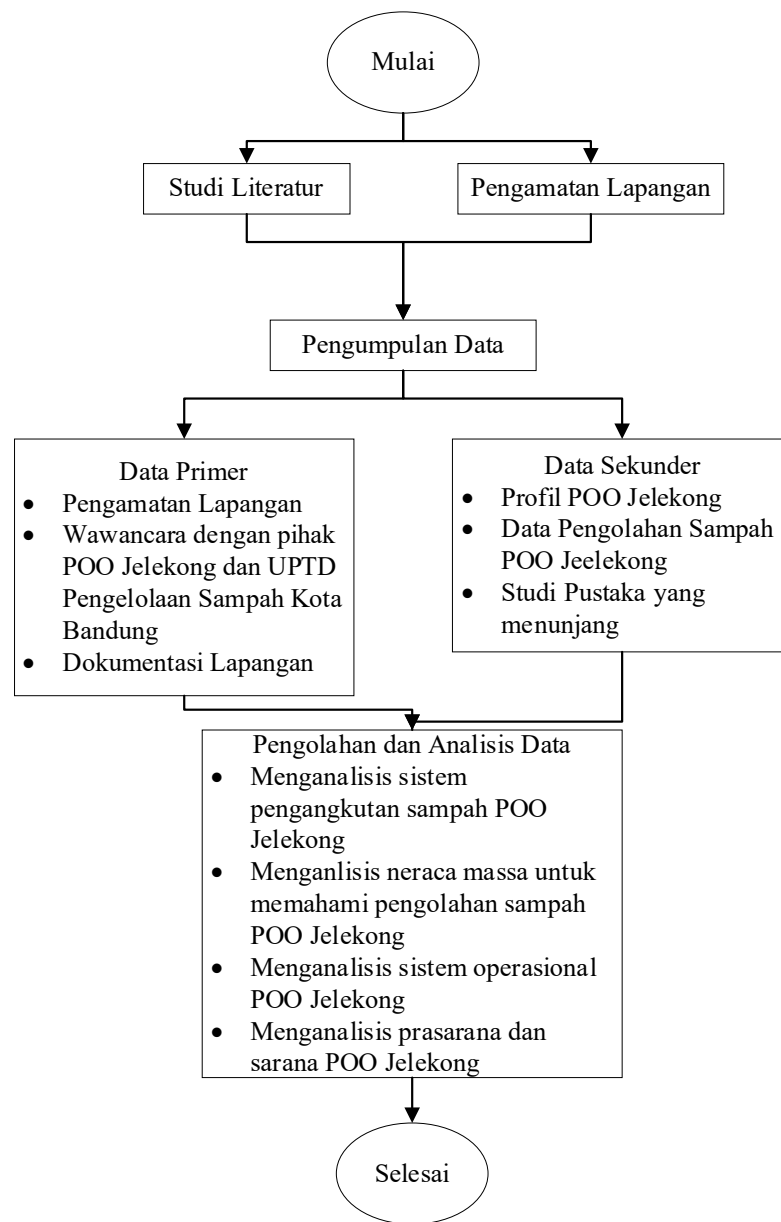 Mulai
Studi Literatur
Pengamatan Lapangan
Pengumpulan Data
Data Primer
• Pengamatan Lapangan
• Wawancara dengan pihak
POO Jelekong dan UPTD
Pengelolaan Sampah Kota
Bandung
• Dokumentasi Lapangan
Data Sekunder
• Profil POO Jelekong
• Data Pengolahan Sampah
POO Jeelekong
• Studi Pustaka yang
menunjang
Pengolahan dan Analisis Data
• Menganalisis sistem
pengangkutan sampah POO
Jelekong
• Menganlisis neraca massa untuk
memahami pengolahan sampah
POO Jelekong
• Menganalisis sistem operasional
POO Jelekong
• Menganalisis prasarana dan
sarana POO Jelekong
Selesai